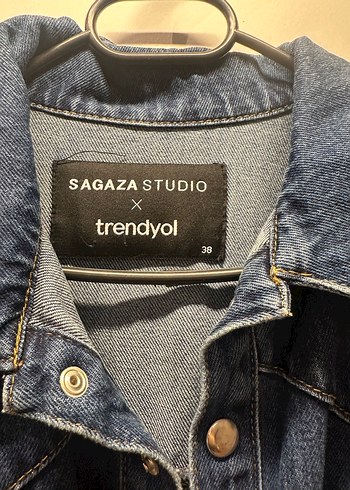 SAGAZA STUDIO
X
trendyol
38